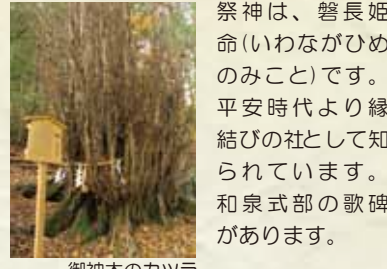 祭神は、磐長姫
命(いわながひめ
のみこと)です。
平安時代より縁
結びの社として知
られています。
和泉式部の歌碑
があります。
御神木のカツラ